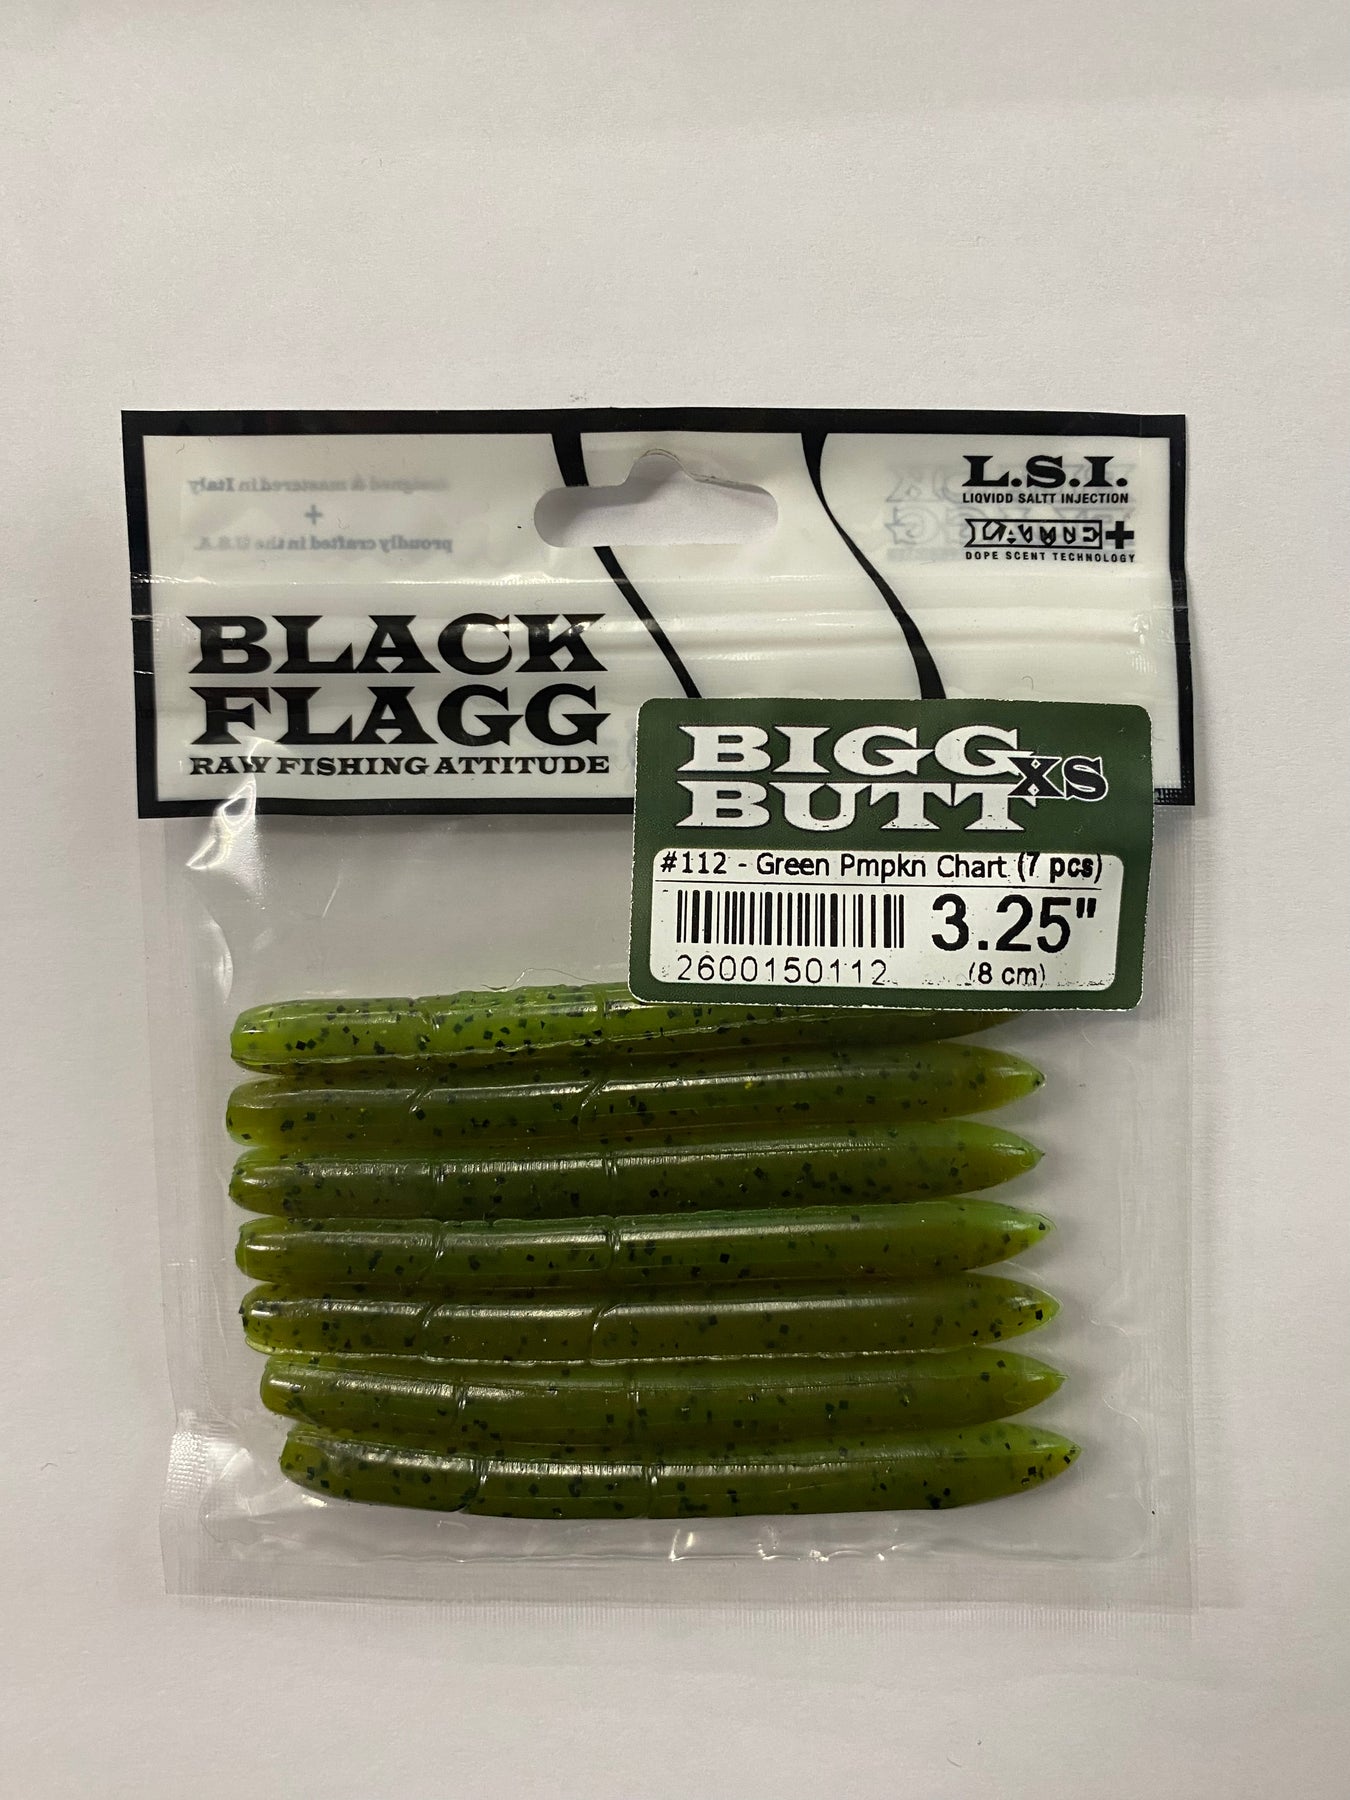 designed & mastered in Italy
+
proudly crafted in the U.S.A.
L.S.I.
LIQVIDD SALTT INJECTION
DOPE SCENT TECHNOLOGY
BLACK
FLAGG
RAW FISHING ATTITUDE
BIGG
BUTT XS
#112 - Green Pmpkn Chart (7 pcs)
3.25"
2600150112
(8 cm)